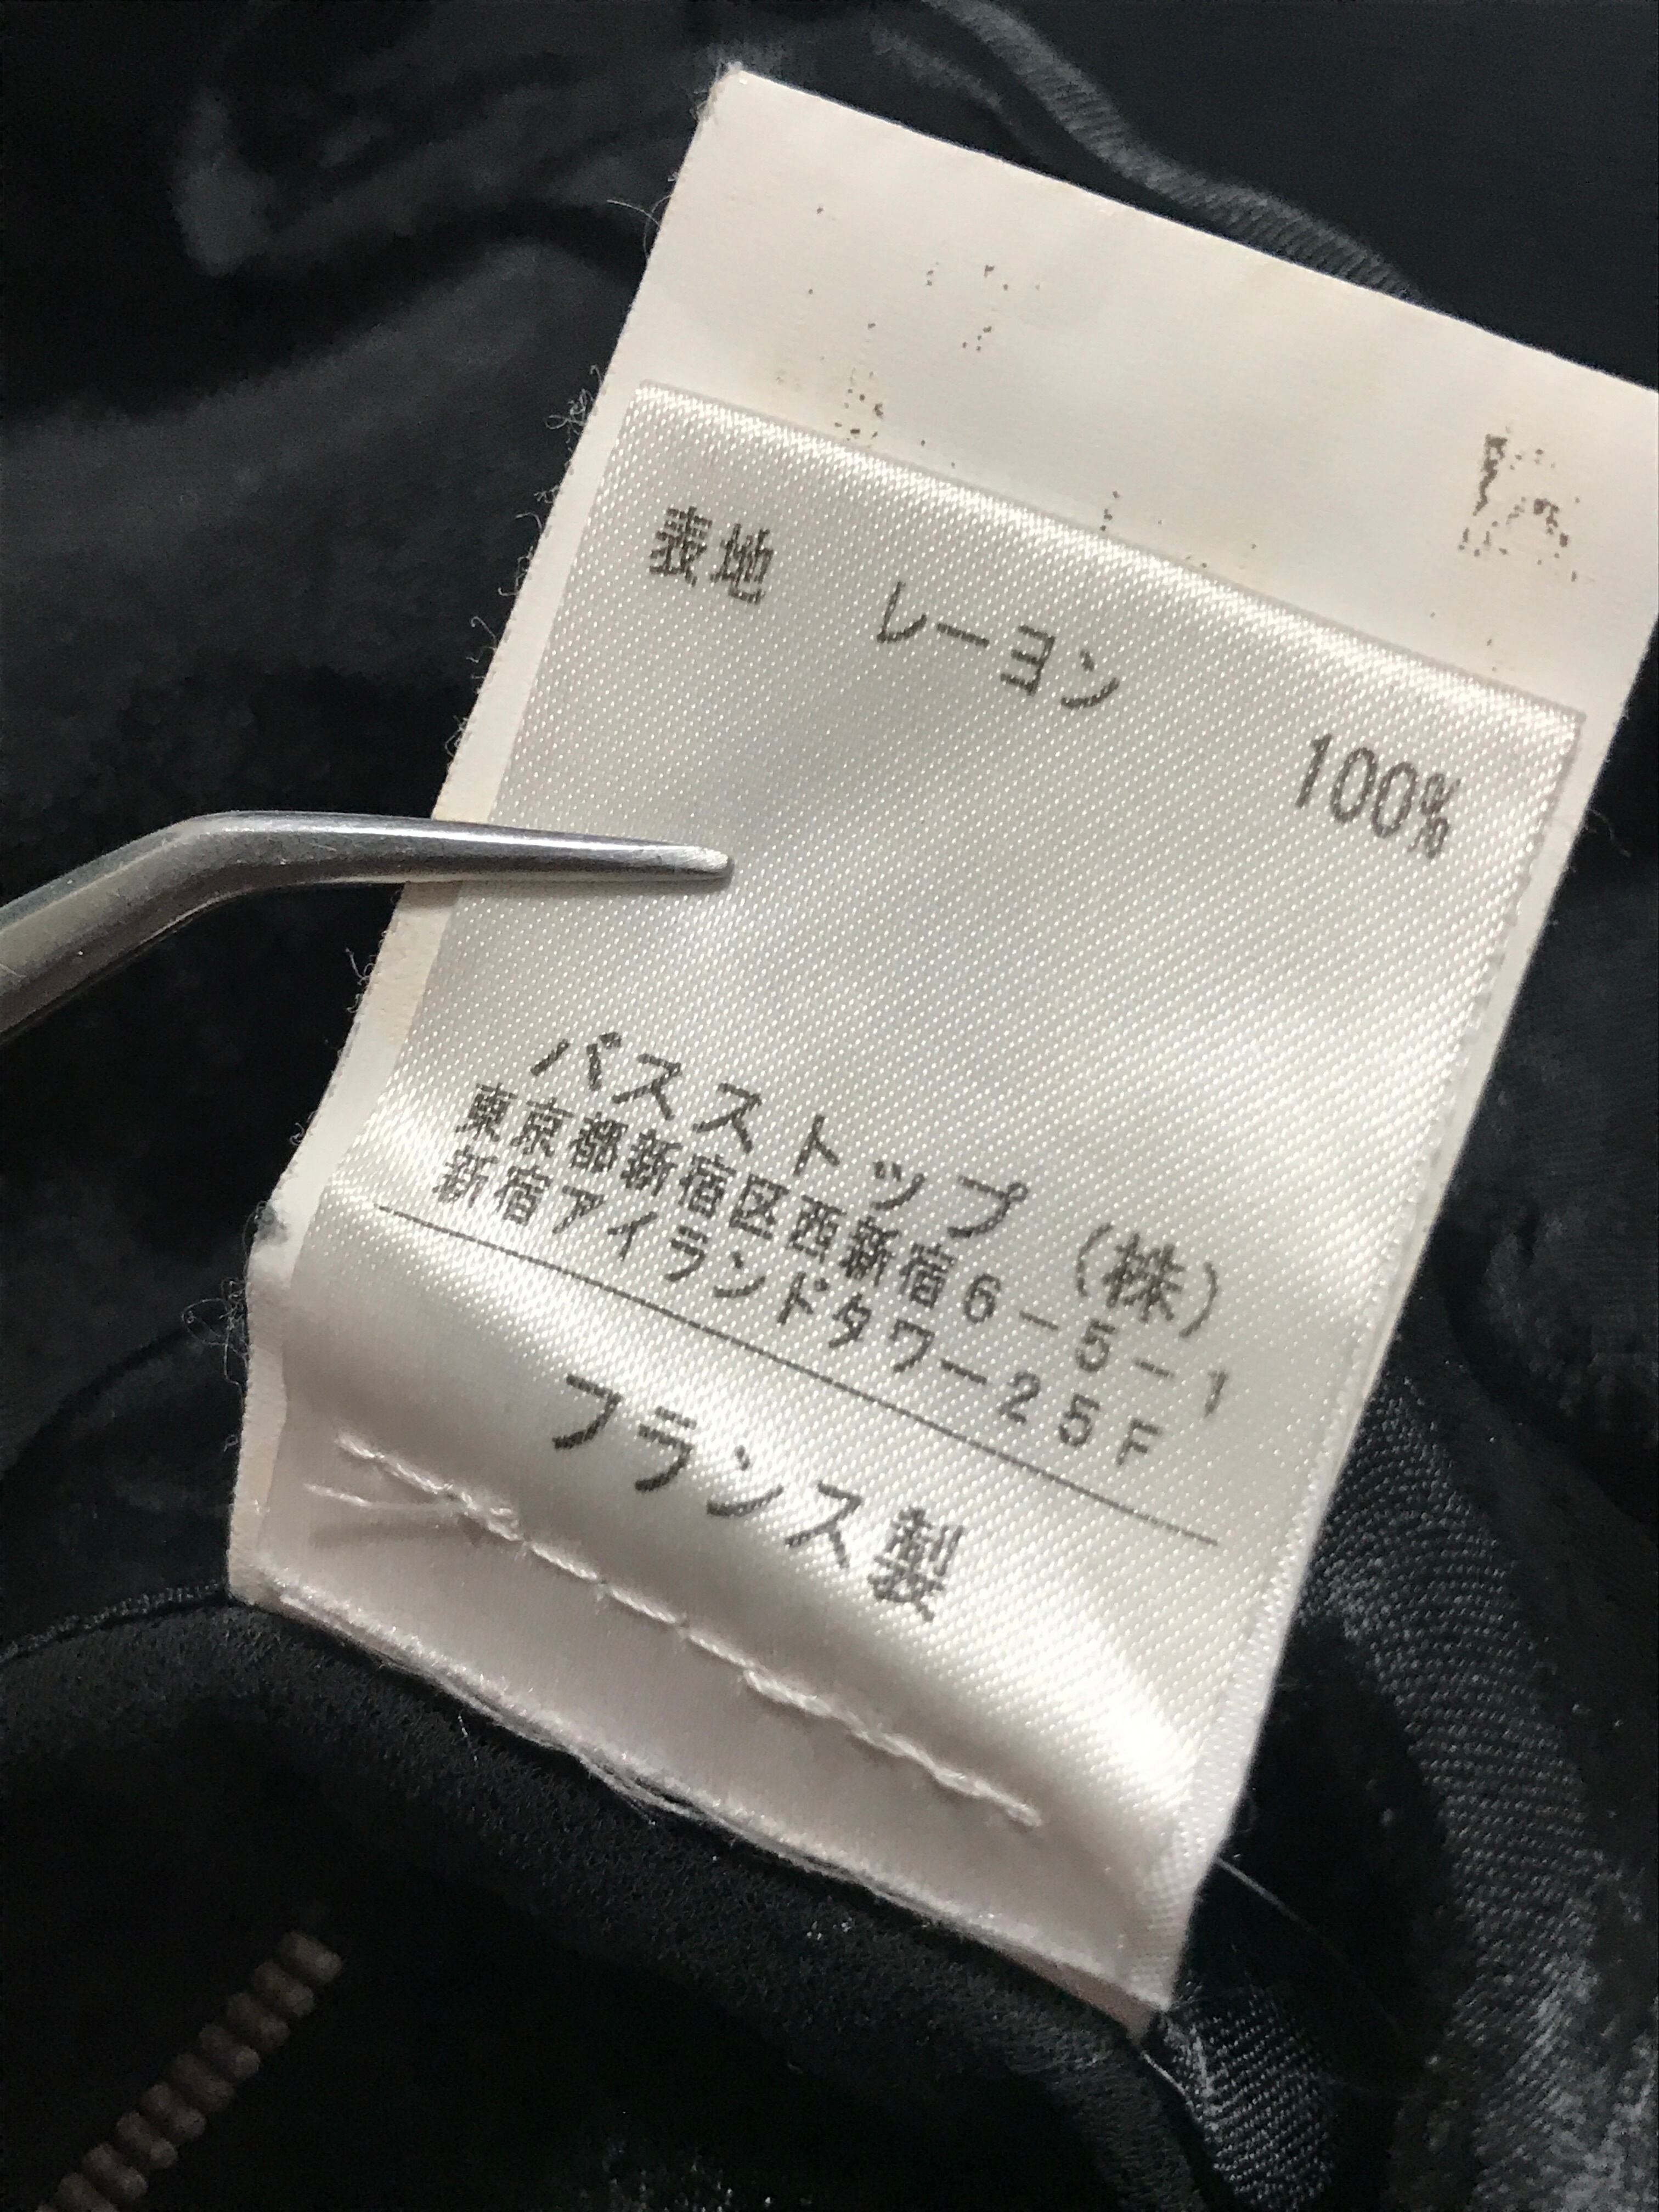 表地 レーヨン 100%
バスストップ (株)
東京都新宿区西新宿6-5-1
新宿アイランドタワー25F
フランス製